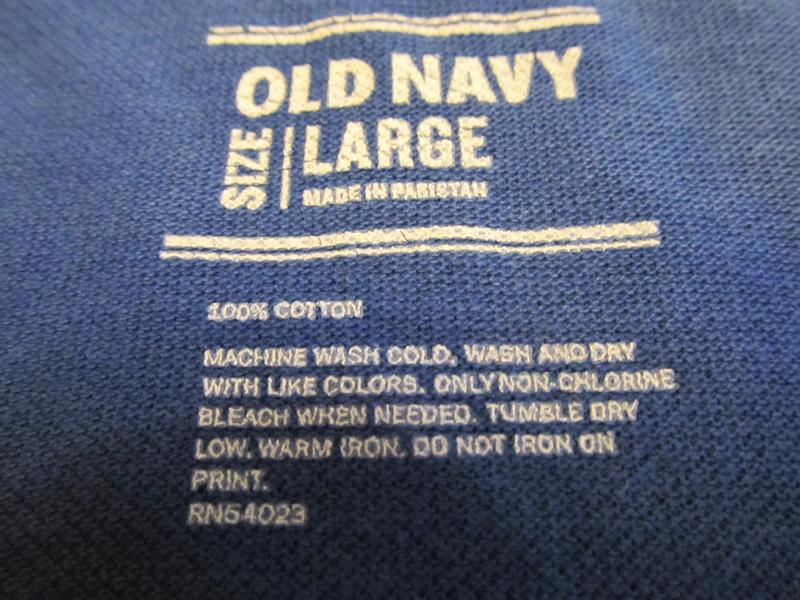 OLD NAVY
SIZE
LARGE
MADE IN PAKISTAN
100% COTTON
MACHINE WASH COLD, WASH AND DRY
WITH LIKE COLORS. ONLY NON-CHLORINE
BLEACH WHEN NEEDED. TUMBLE DRY
LOW. WARM IRON, DO NOT IRON ON
PRINT.
RN54023